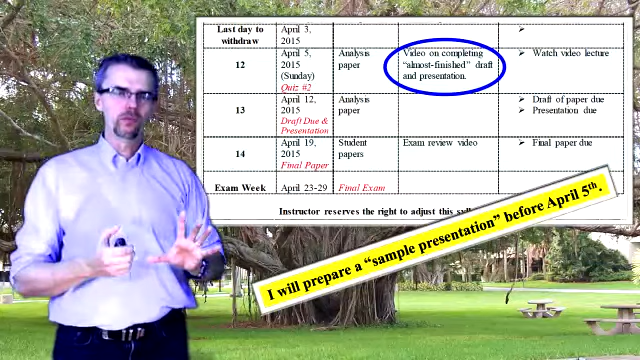 Last day to withdraw April 3, 2015 ➢
12 April 5, 2015 (Sunday) Quiz #2 Analysis paper Video on completing "almost-finished" draft and presentation. ➢ Watch video lecture
13 April 12, 2015 Draft Due & Presentation Analysis paper ➢ Draft of paper due ➢ Presentation due
14 April 19, 2015 Final Paper Student papers Exam review video ➢ Final paper due
Exam Week April 23-29 Final Exam
Instructor reserves the right to adjust this
I will prepare a "sample presentation" before April 5th.